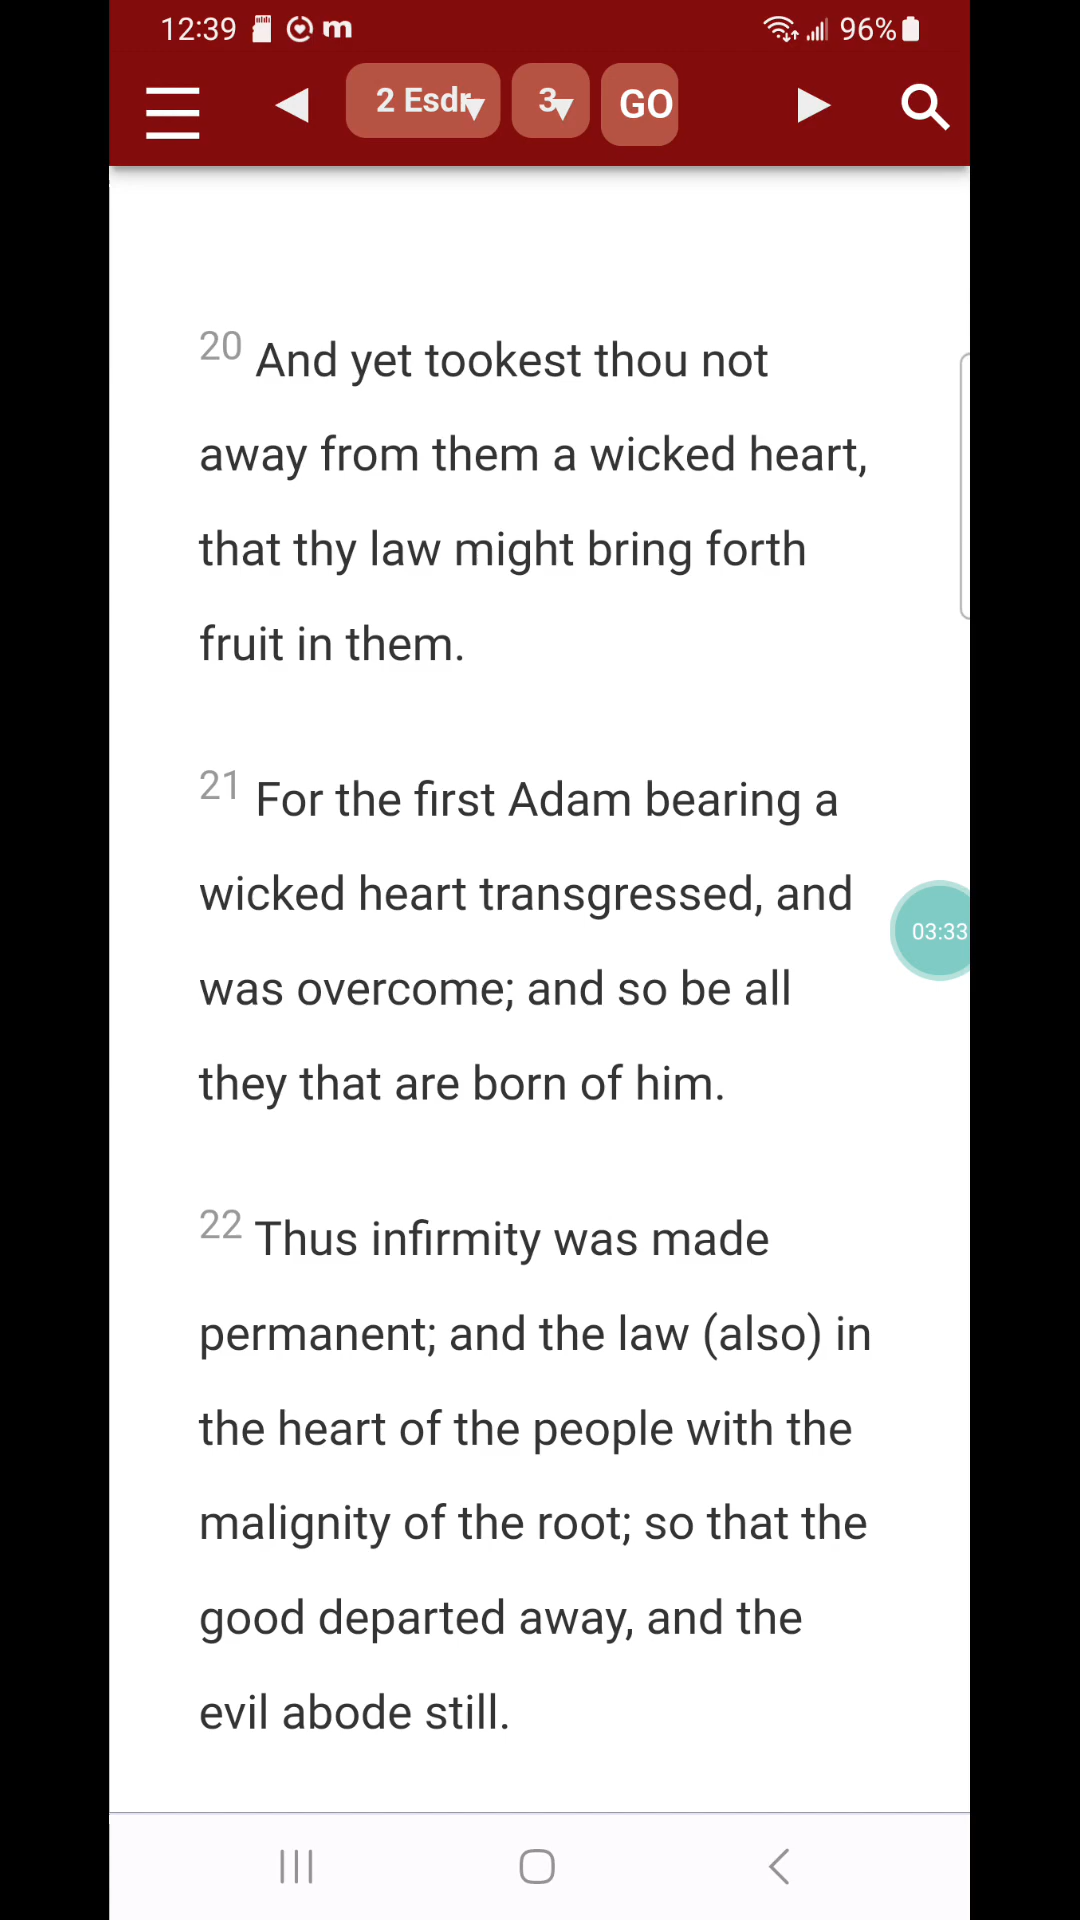 12:39 m 96%
2 Esdr 3 GO
20 And yet tookest thou not
away from them a wicked heart,
that thy law might bring forth
fruit in them.
21 For the first Adam bearing a
wicked heart transgressed, and
03:33
was overcome; and so be all
they that are born of him.
22 Thus infirmity was made
permanent; and the law (also) in
the heart of the people with the
malignity of the root; so that the
good departed away, and the
evil abode still.